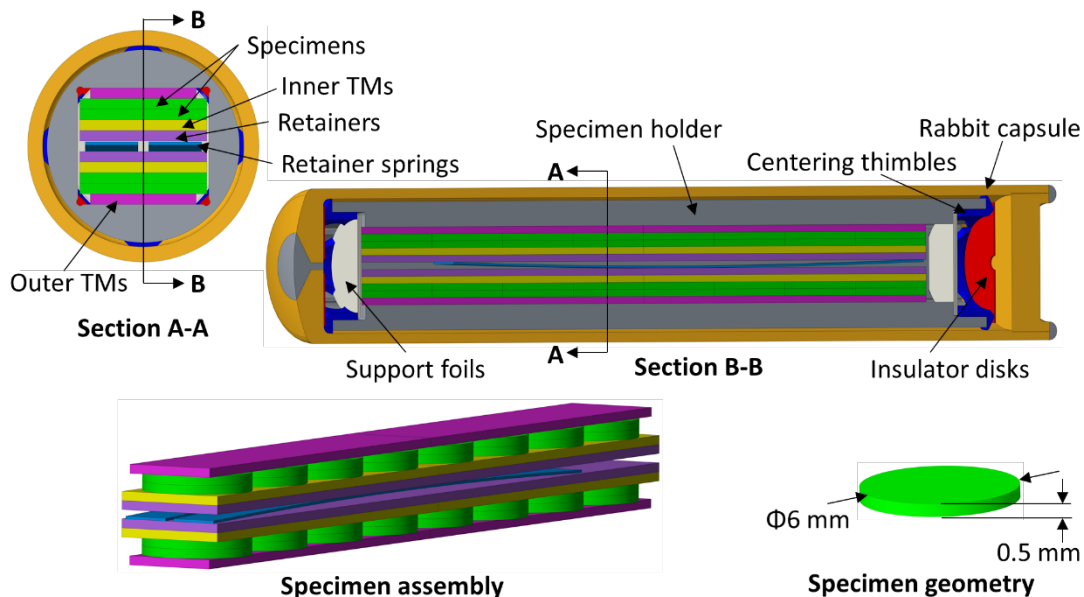 B
Specimens
Inner TMs
Retainers
Retainer springs
Outer TMs
B
Section A-A
Specimen holder
Rabbit capsule
Centering thimbles
A
A
Support foils
Section B-B
Insulator disks
Specimen assembly
Φ6 mm
0.5 mm
Specimen geometry